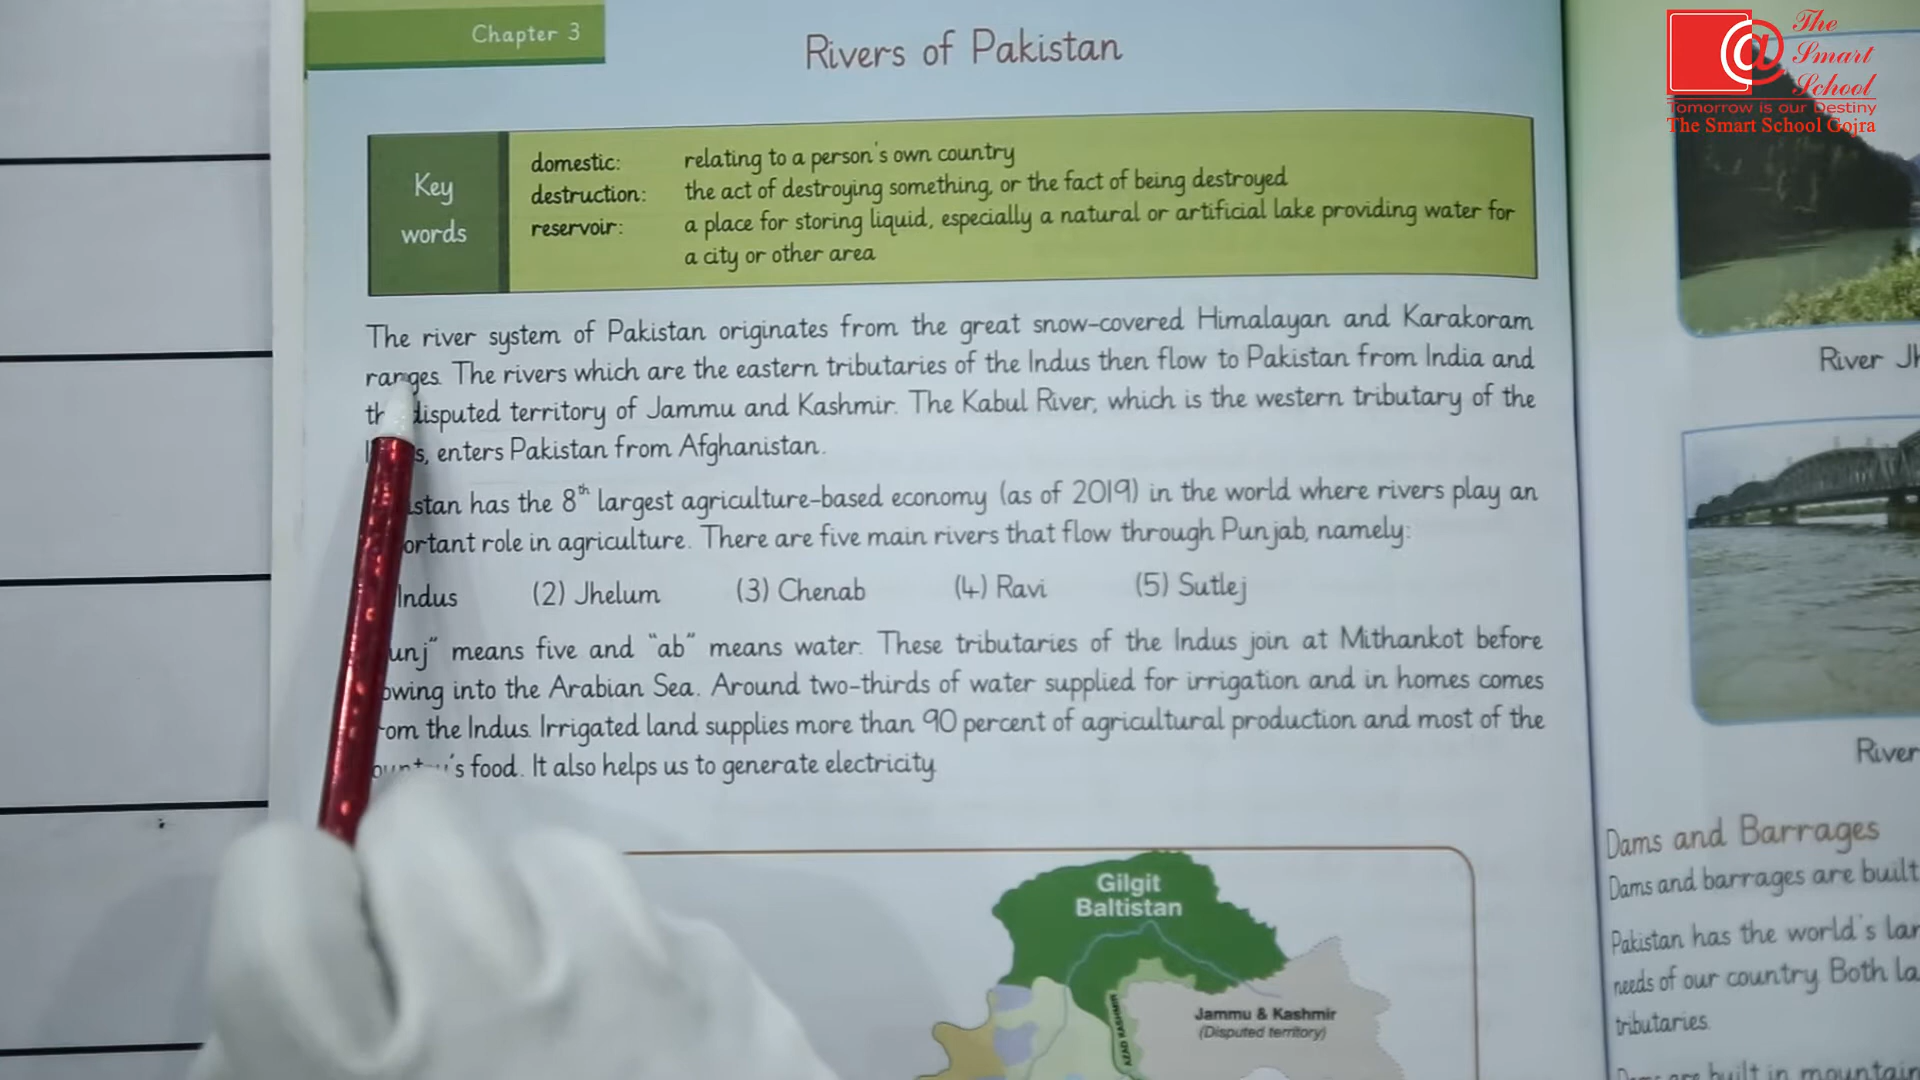 Chapter 3
Rivers of Pakistan
Key
words
domestic: relating to a person's own country
destruction: the act of destroying something, or the fact of being destroyed
reservoir: a place for storing liquid, especially a natural or artificial lake providing water for
a city or other area
The river system of Pakistan originates from the great snow-covered Himalayan and Karakoram
ranges. The rivers which are the eastern tributaries of the Indus then flow to Pakistan from India and
disputed territory of Jammu and Kashmir. The Kabul River, which is the western tributary of the
enters Pakistan from Afghanistan.
has the 8th largest agriculture-based economy (as of 2019) in the world where rivers play an
role in agriculture. There are five main rivers that flow through Punjab, namely:
Indus (2) Jhelum (3) Chenab (4) Ravi (5) Sutlej
means five and "ab" means water. These tributaries of the Indus join at Mithankot before
into the Arabian Sea. Around two-thirds of water supplied for irrigation and in homes comes
the Indus. Irrigated land supplies more than 90 percent of agricultural production and most of the
food. It also helps us to generate electricity.
Gilgit
Baltistan
Jammu & Kashmir
(Disputed territory)
AZAD KASHMIR
The
Smart
School
Tomorrow is our Destiny
The Smart School Gojra
River
River
Dams and Barrages
Dams and barrages are built
Pakistan has the world's
needs of our country. Both
tributaries.
built in